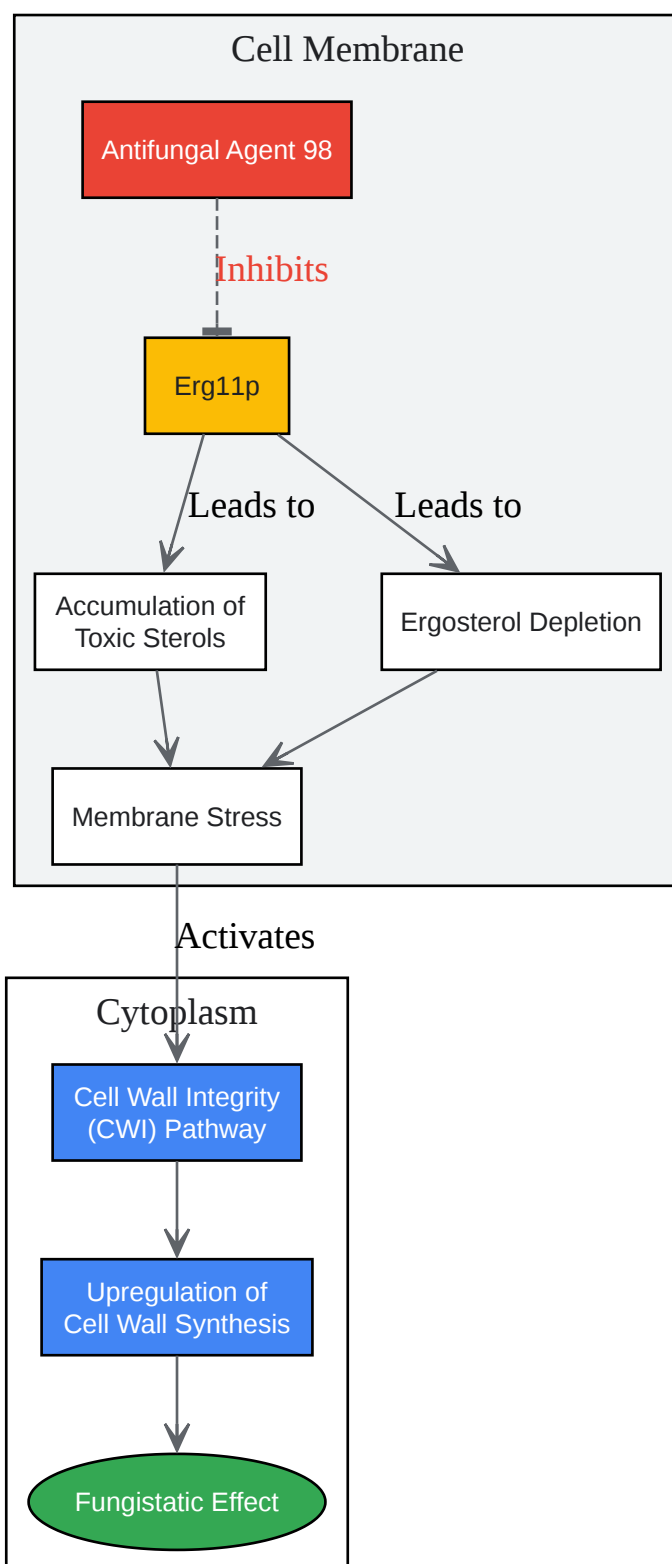 Cell Membrane
Antifungal Agent 98
Inhibits
Erg11p
Leads to
Leads to
Accumulation of
Toxic Sterols
Ergosterol Depletion
Membrane Stress
Activates
Cytoplasm
Cell Wall Integrity
(CWI) Pathway
Upregulation of
Cell Wall Synthesis
Fungistatic Effect